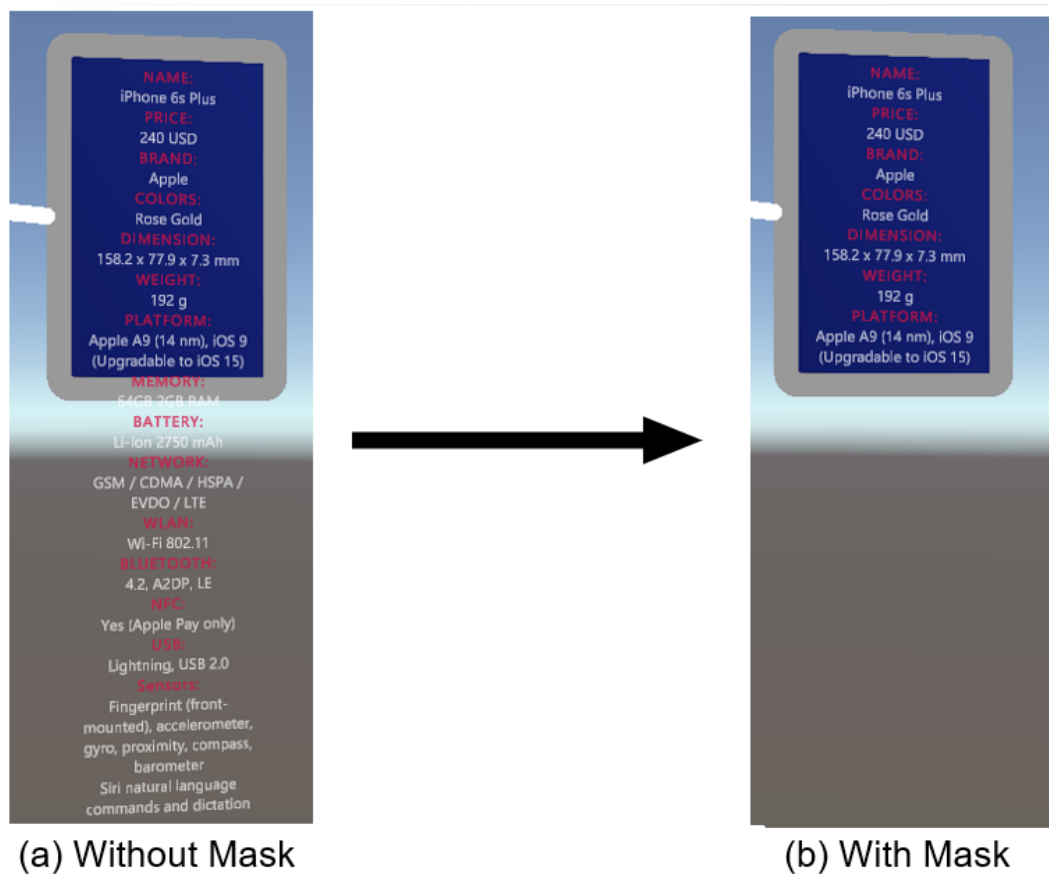 NAME:
iPhone 6s Plus
PRICE:
240 USD
BRAND:
Apple
COLORS:
Rose Gold
DIMENSION:
158.2 x 77.9 x 7.3 mm
WEIGHT:
192 g
PLATFORM:
Apple A9 (14 nm), iOS 9
(Upgradable to iOS 15)
MEMORY:
64GB 2GB RAM
BATTERY:
Li-Ion 2750 mAh
NETWORK:
GSM / CDMA / HSPA /
EVDO / LTE
WLAN:
Wi-Fi 802.11
BLUETOOTH:
4.2, A2DP, LE
NFC:
Yes (Apple Pay only)
USB:
Lightning, USB 2.0
Sensors:
Fingerprint (front-
mounted), accelerometer,
gyro, proximity, compass,
barometer
Siri natural language
commands and dictation
(a) Without Mask
NAME:
iPhone 6s Plus
PRICE:
240 USD
BRAND:
Apple
COLORS:
Rose Gold
DIMENSION:
158.2 x 77.9 x 7.3 mm
WEIGHT:
192 g
PLATFORM:
Apple A9 (14 nm), iOS 9
(Upgradable to iOS 15)
(b) With Mask